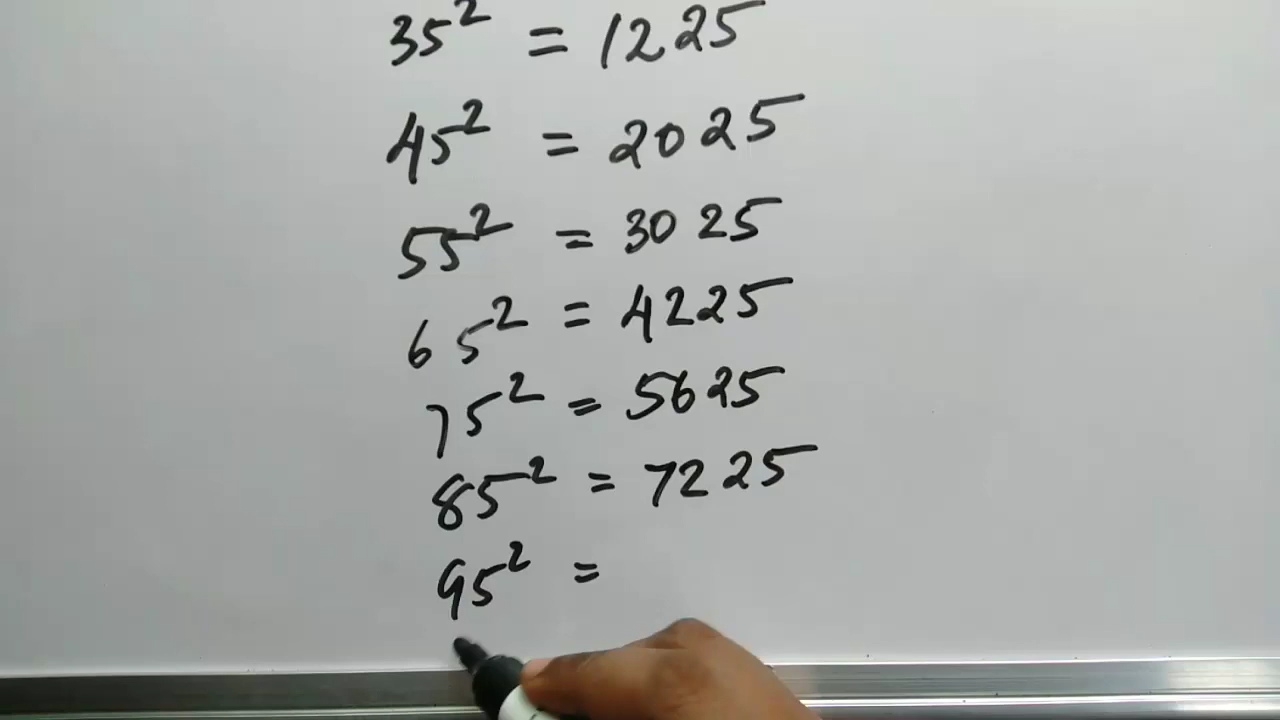 35² = 1225
45² = 2025
55² = 3025
65² = 4225
75² = 5625
85² = 7225
95² =